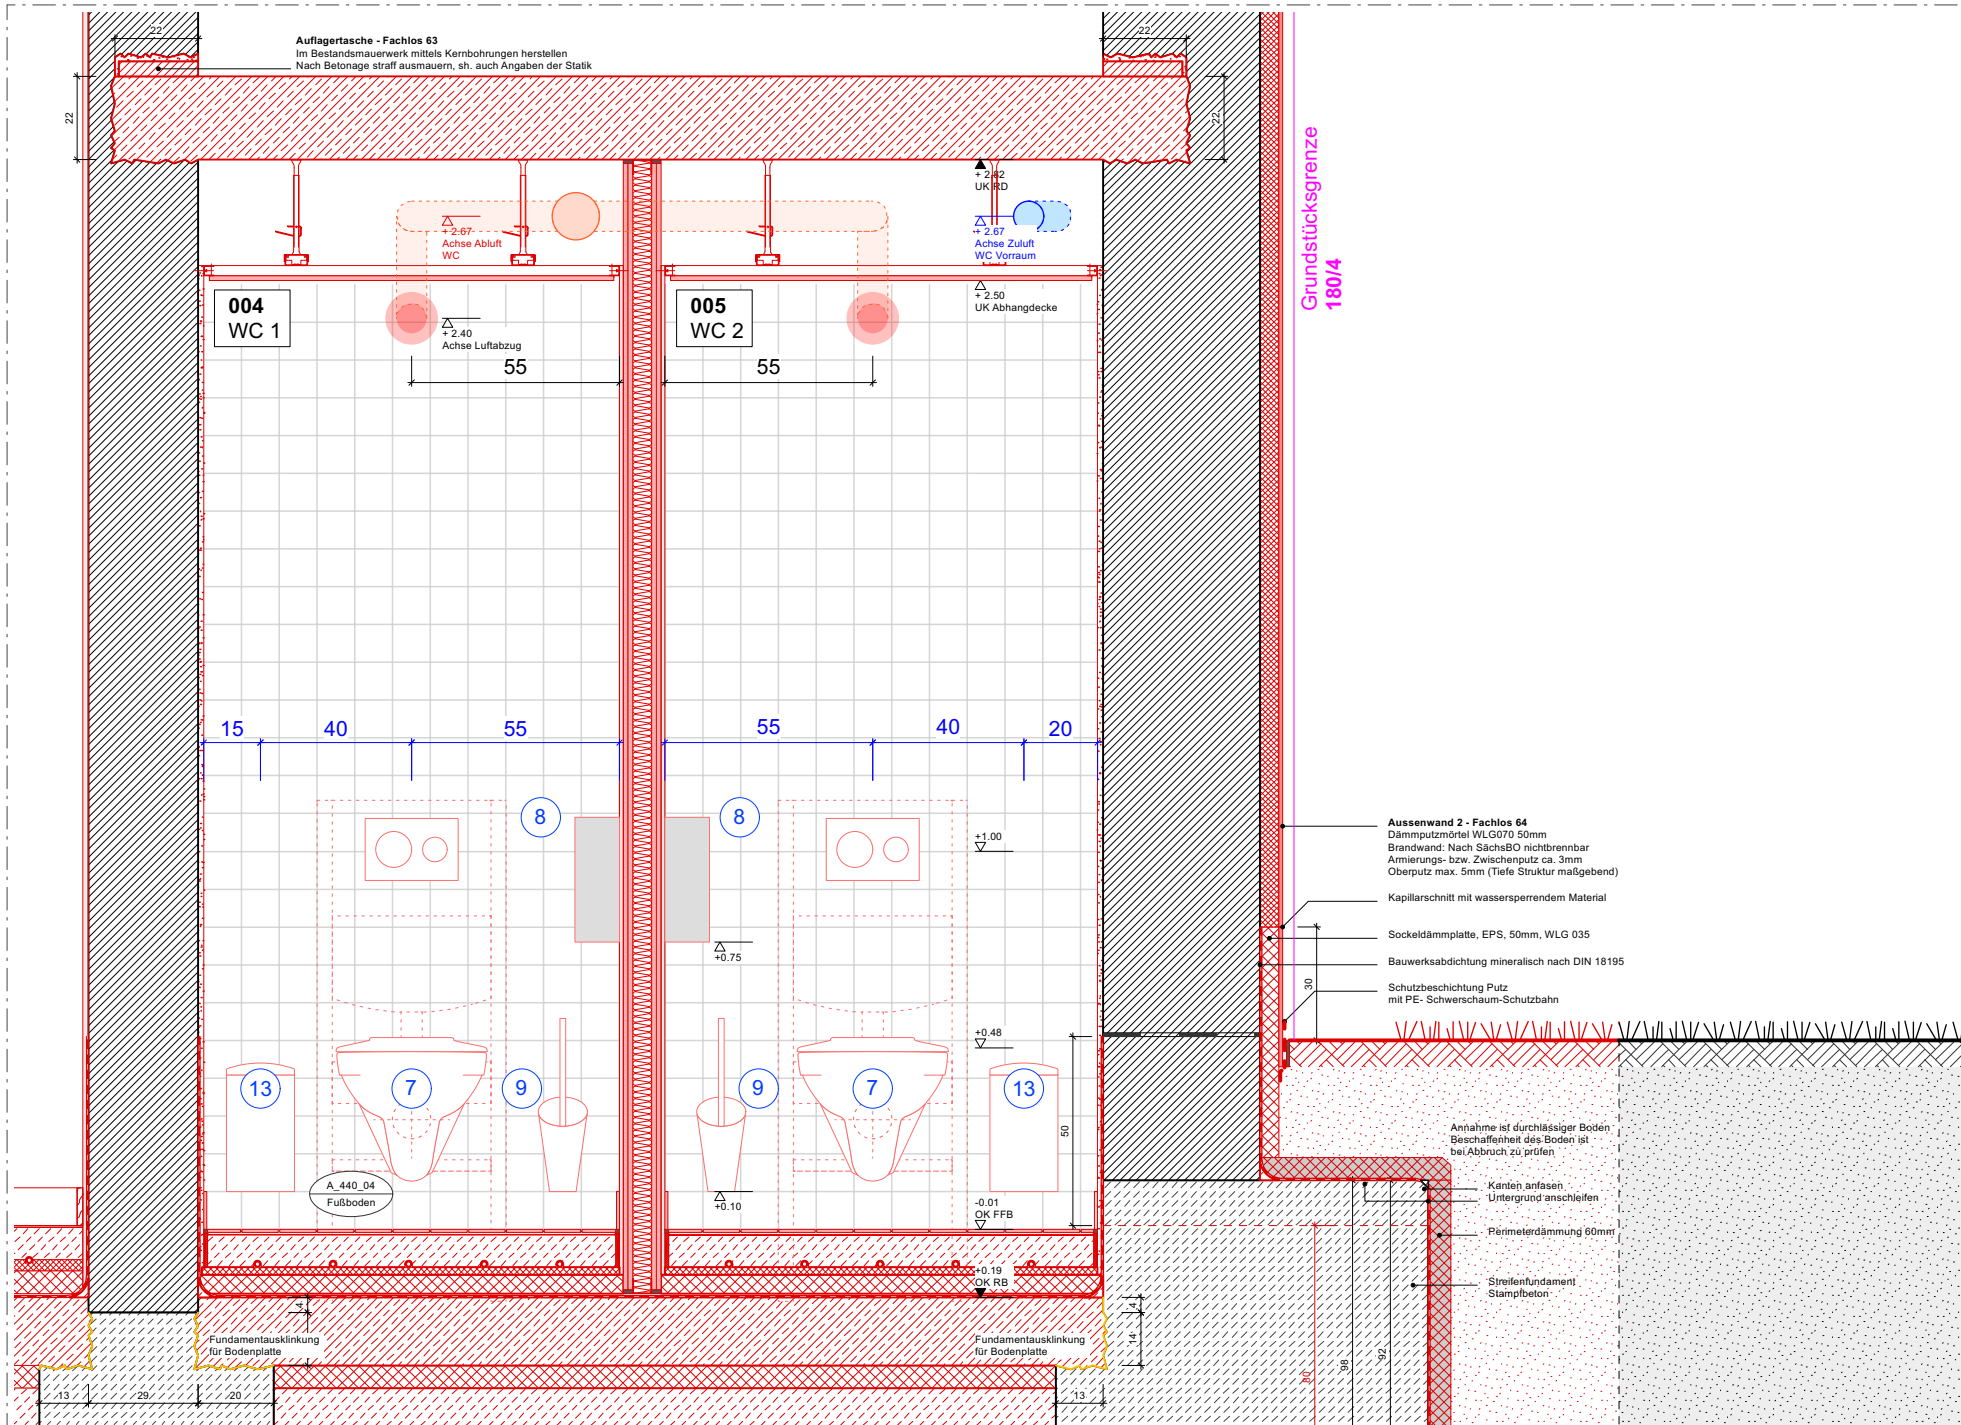 22
Auflagertasche - Fachlos 63
Im Bestandsmauerwerk mittels Kernbohrungen herstellen
Nach Betonage straff ausmauern, sh. auch Angaben der Statik
22
22
22
+ 2.82
UK RD
+ 2.67
Achse Abluft
WC
+ 2.67
Achse Zuluft
WC Vorraum
Grundstücksgrenze
180/4
004
WC 1
005
WC 2
+ 2.50
UK Abhangdecke
+ 2.40
Achse Luftabzug
55
55
15
40
55
55
40
20
8
8
+1.00
+0.75
Aussenwand 2 - Fachlos 64
Dämmputzmörtel WLG070 50mm
Brandwand: Nach SächsBO nichtbrennbar
Armierungs- bzw. Zwischenputz ca. 3mm
Oberputz max. 5mm (Tiefe Struktur maßgebend)
Kapillarschnitt mit wassersperrendem Material
Sockeldämmplatte, EPS, 50mm, WLG 035
Bauwerksabdichtung mineralisch nach DIN 18195
30
Schutzbeschichtung Putz
mit PE- Schwerschaum-Schutzbahn
+0.48
13
7
9
9
7
13
50
Annahme ist durchlässiger Boden
Beschaffenheit des Boden ist
bei Abbruch zu prüfen
A_440_04
Fußboden
+0.10
-0.01
OK FFB
Kanten anfasen
Untergrund anschleifen
Perimeterdämmung 60mm
+0.19
OK RB
Streifenfundament
Stampfbeton
4
4
14
Fundamentausklinkung
für Bodenplatte
Fundamentausklinkung
für Bodenplatte
80
98
92
13
29
20
13